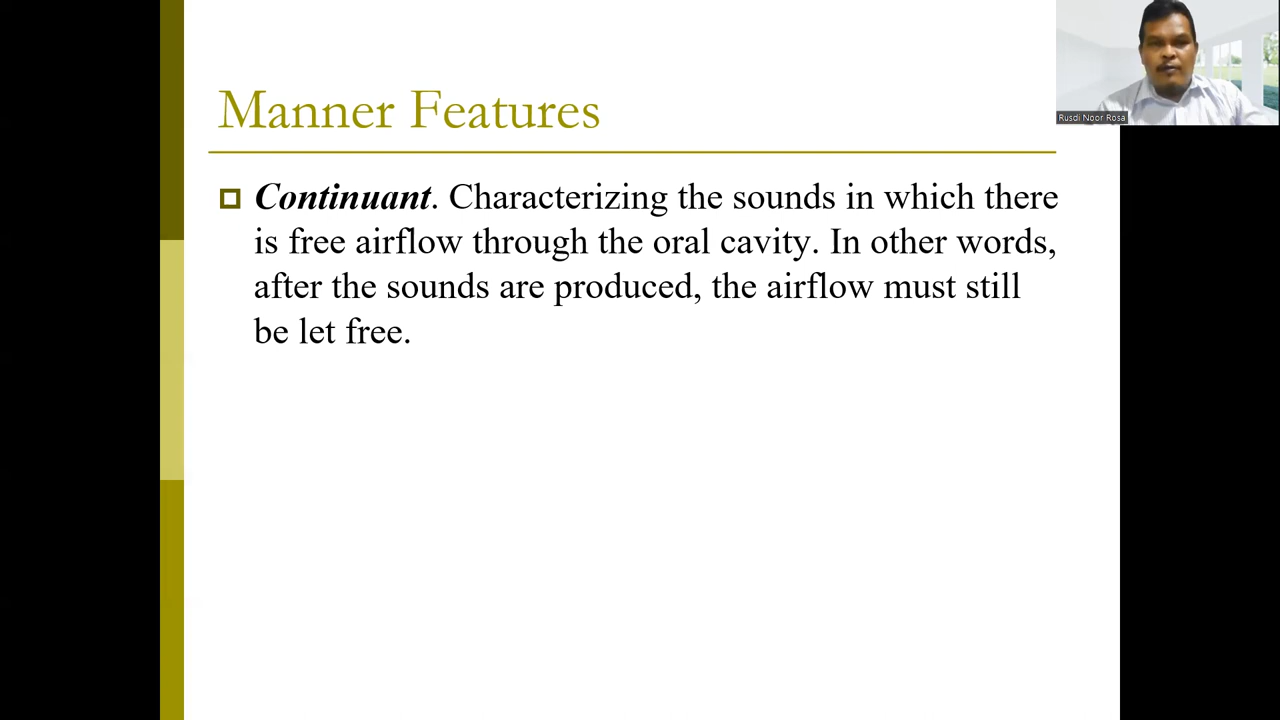 Manner Features
Continuant. Characterizing the sounds in which there
is free airflow through the oral cavity. In other words,
after the sounds are produced, the airflow must still
be let free.
Rusdi Noor Rosa